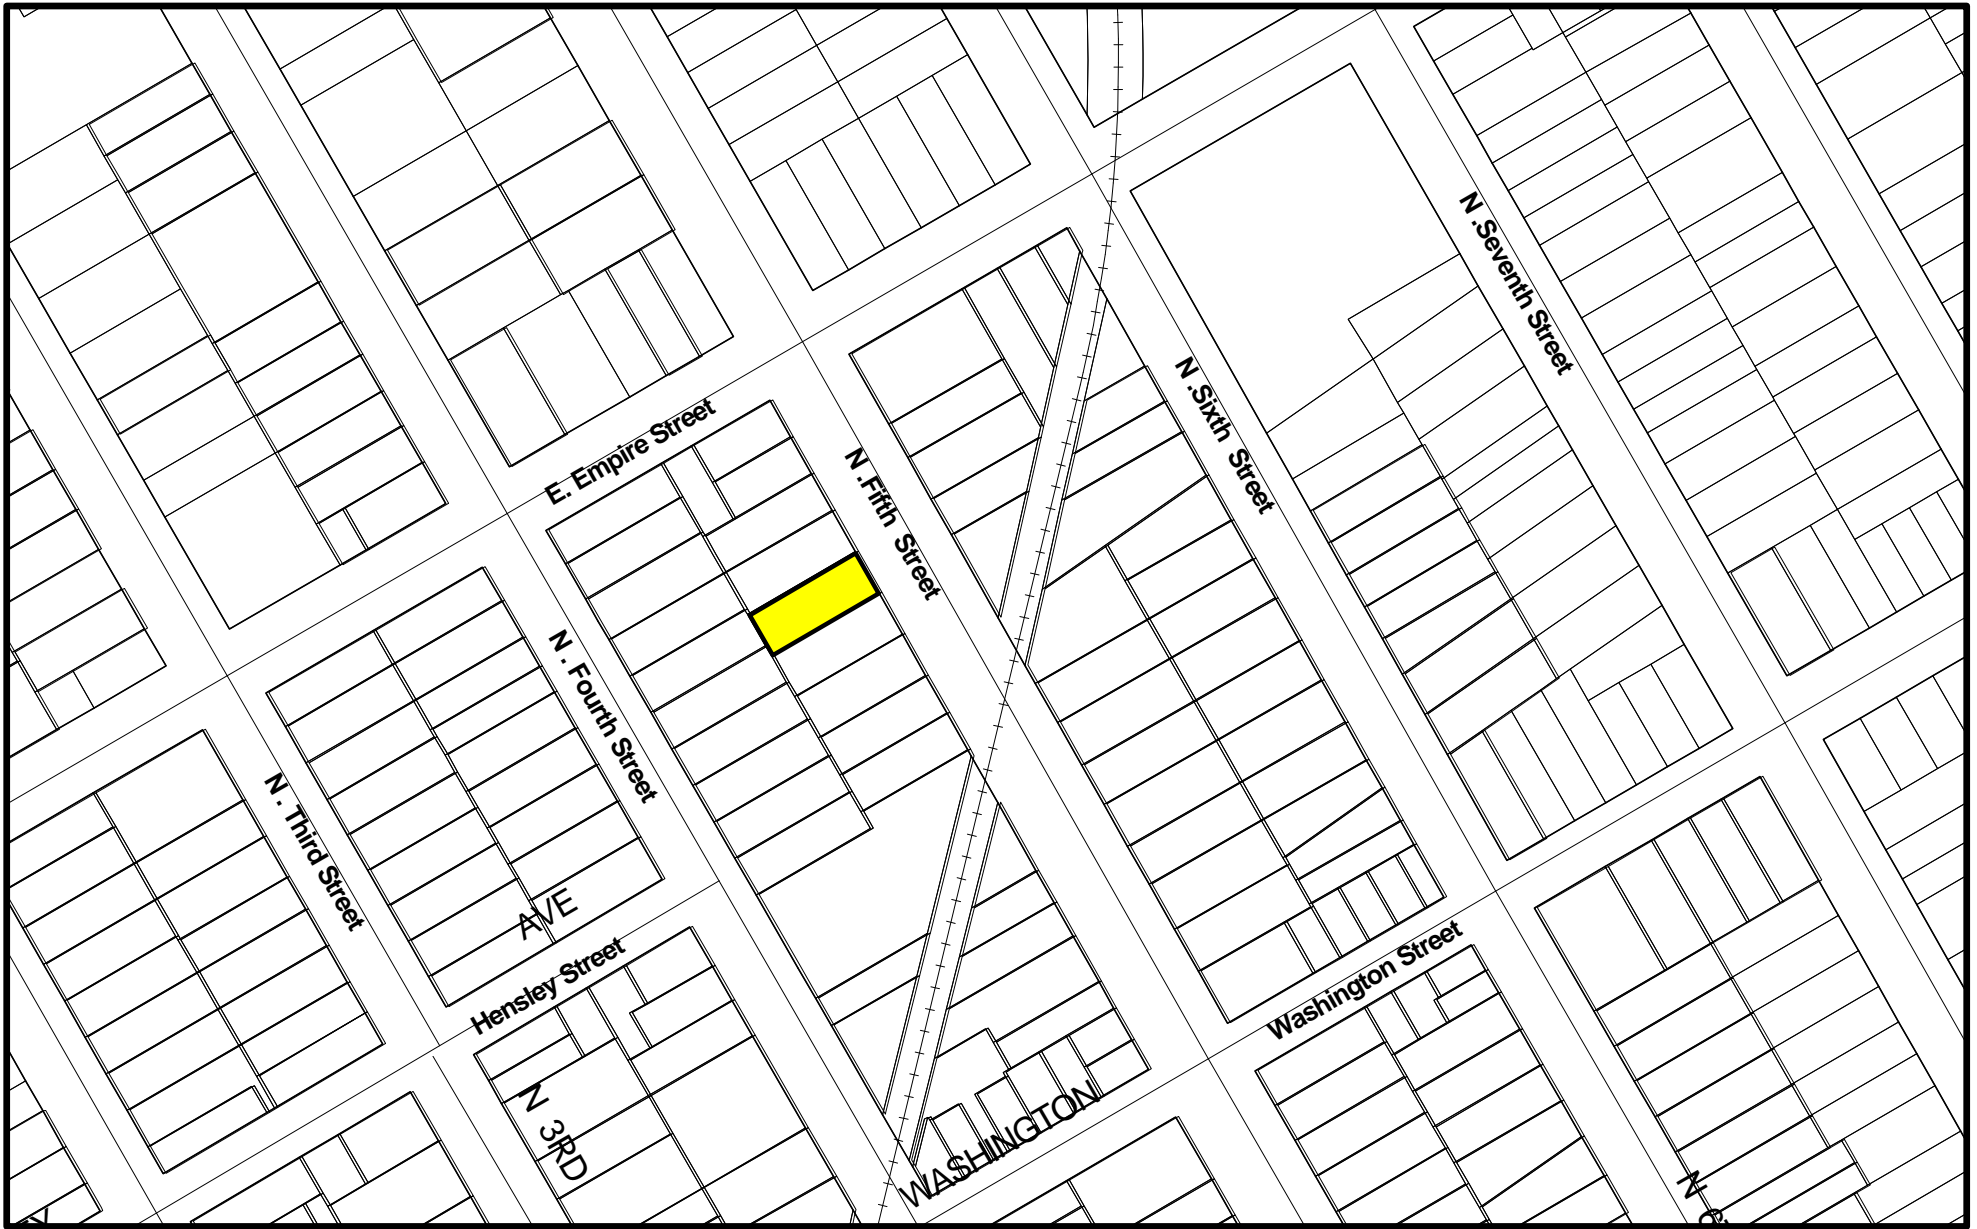 N .Seventh Street
N .Sixth Street
E. Empire Street
N .Fifth Street
N . Fourth Street
N . Third Street
AVE
Hensley Street
Washington Street
N 3RD
WASHINGTON
N